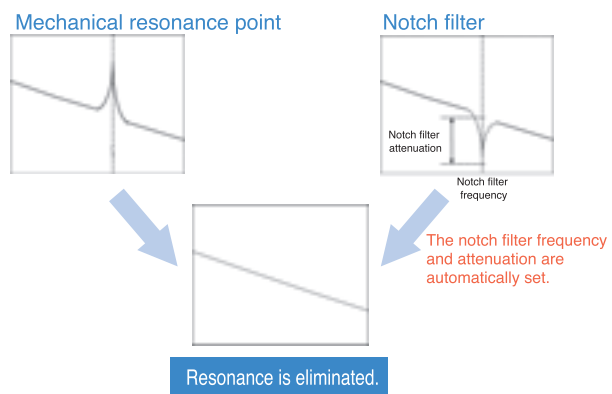 Mechanical resonance point
Notch filter
Notch filter
attenuation
Notch filter
frequency
The notch filter frequency
and attenuation are
automatically set.
Resonance is eliminated.